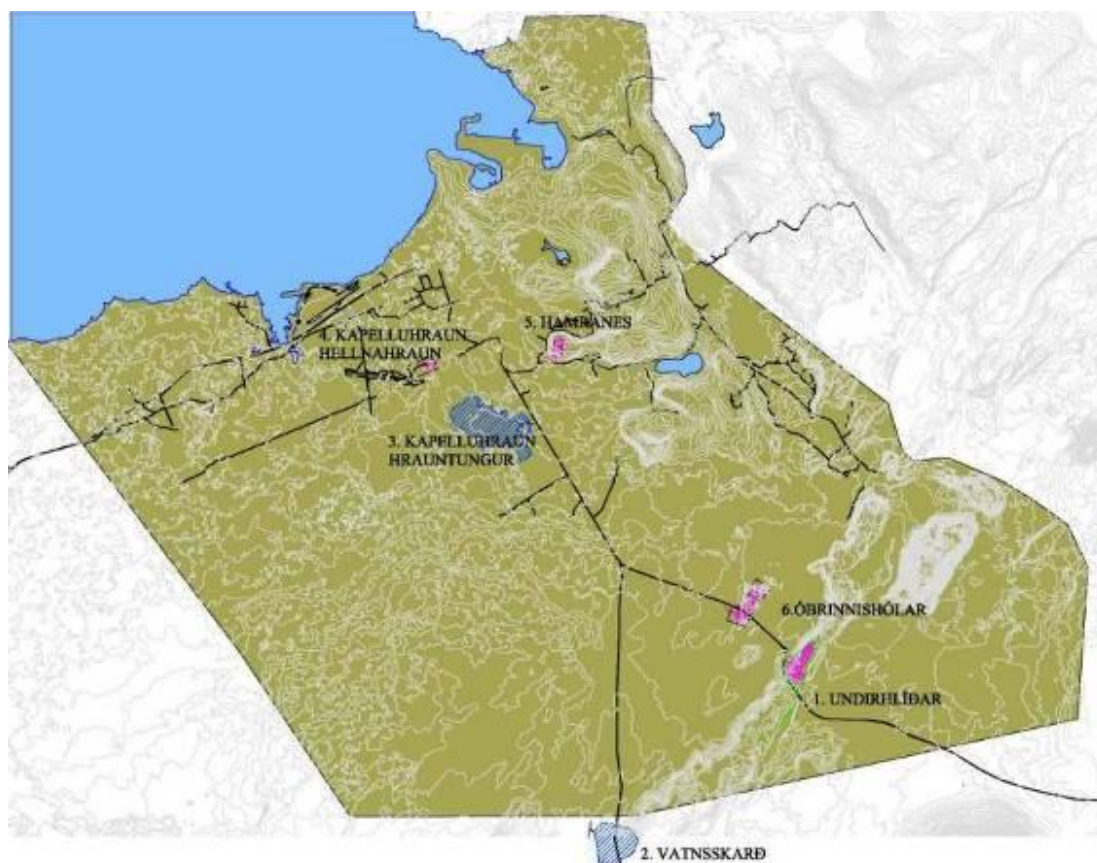 5. HAMRANES
4. KAPELLUHRAUN
HELLNAHRAUN
3. KAPELLUHRAUN
HRAUNTUNGUR
6.ÓBRINNISHÓLAR
1. UNDIRHLÍÐAR
2. VATNSSKARÐ